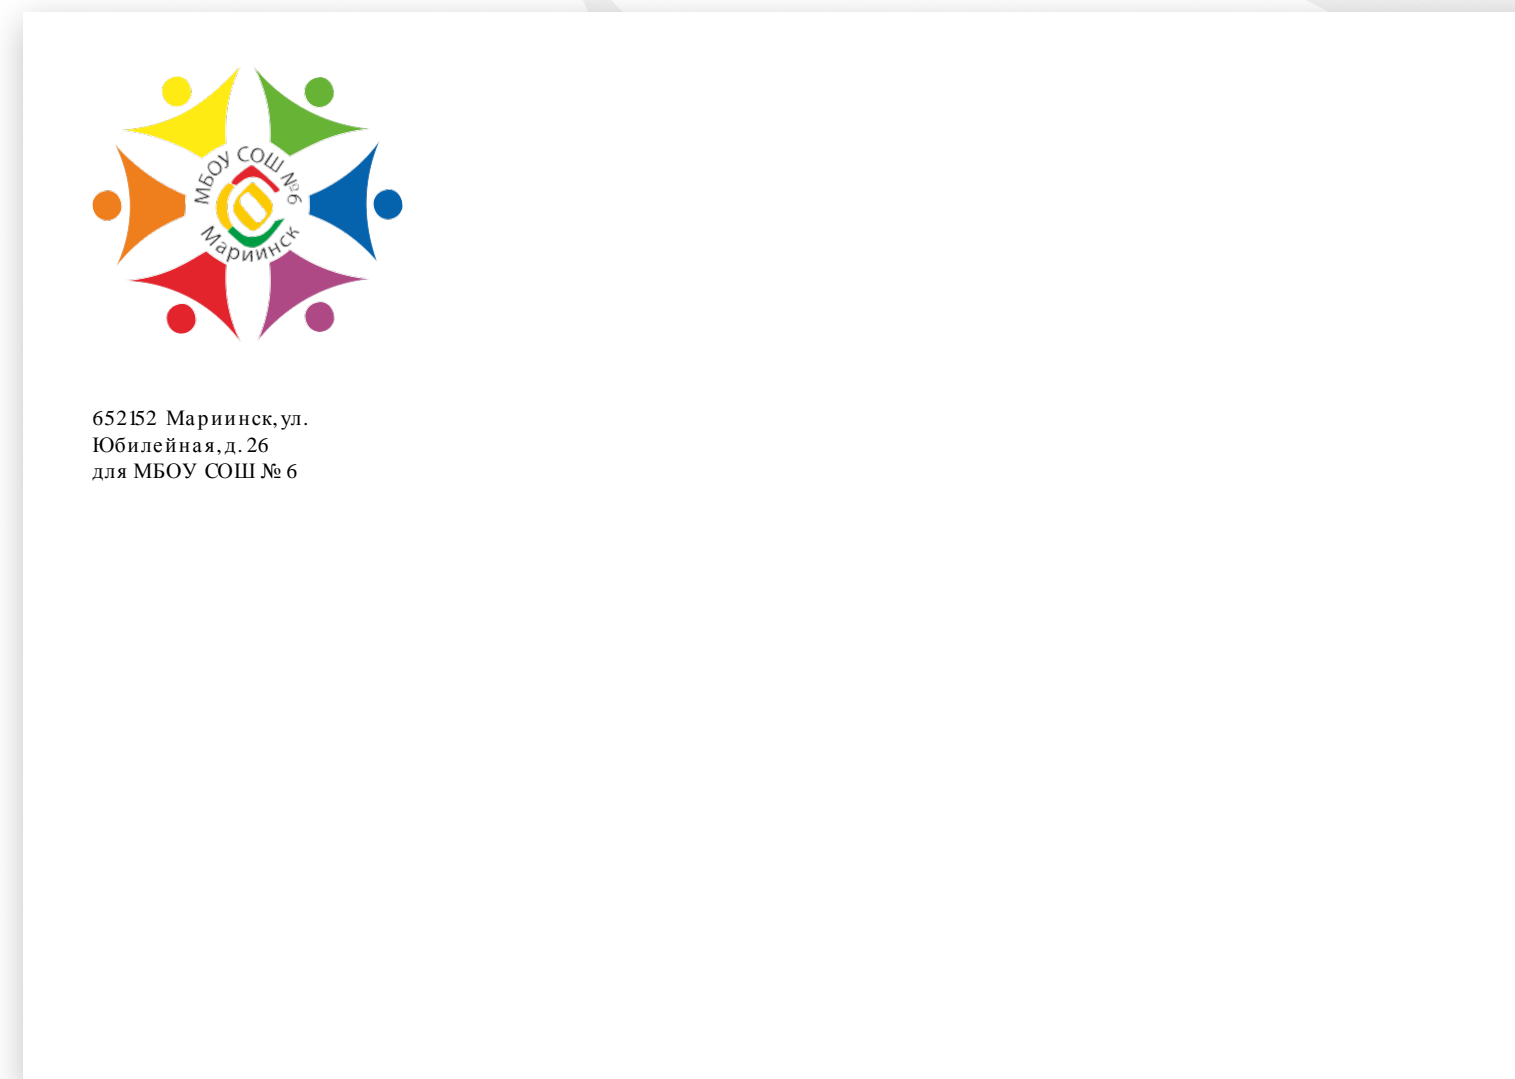 МБОУ СОШ №6
Мариинск
652152 Мариинск, ул.
Юбилейная, д. 26
для МБОУ СОШ № 6